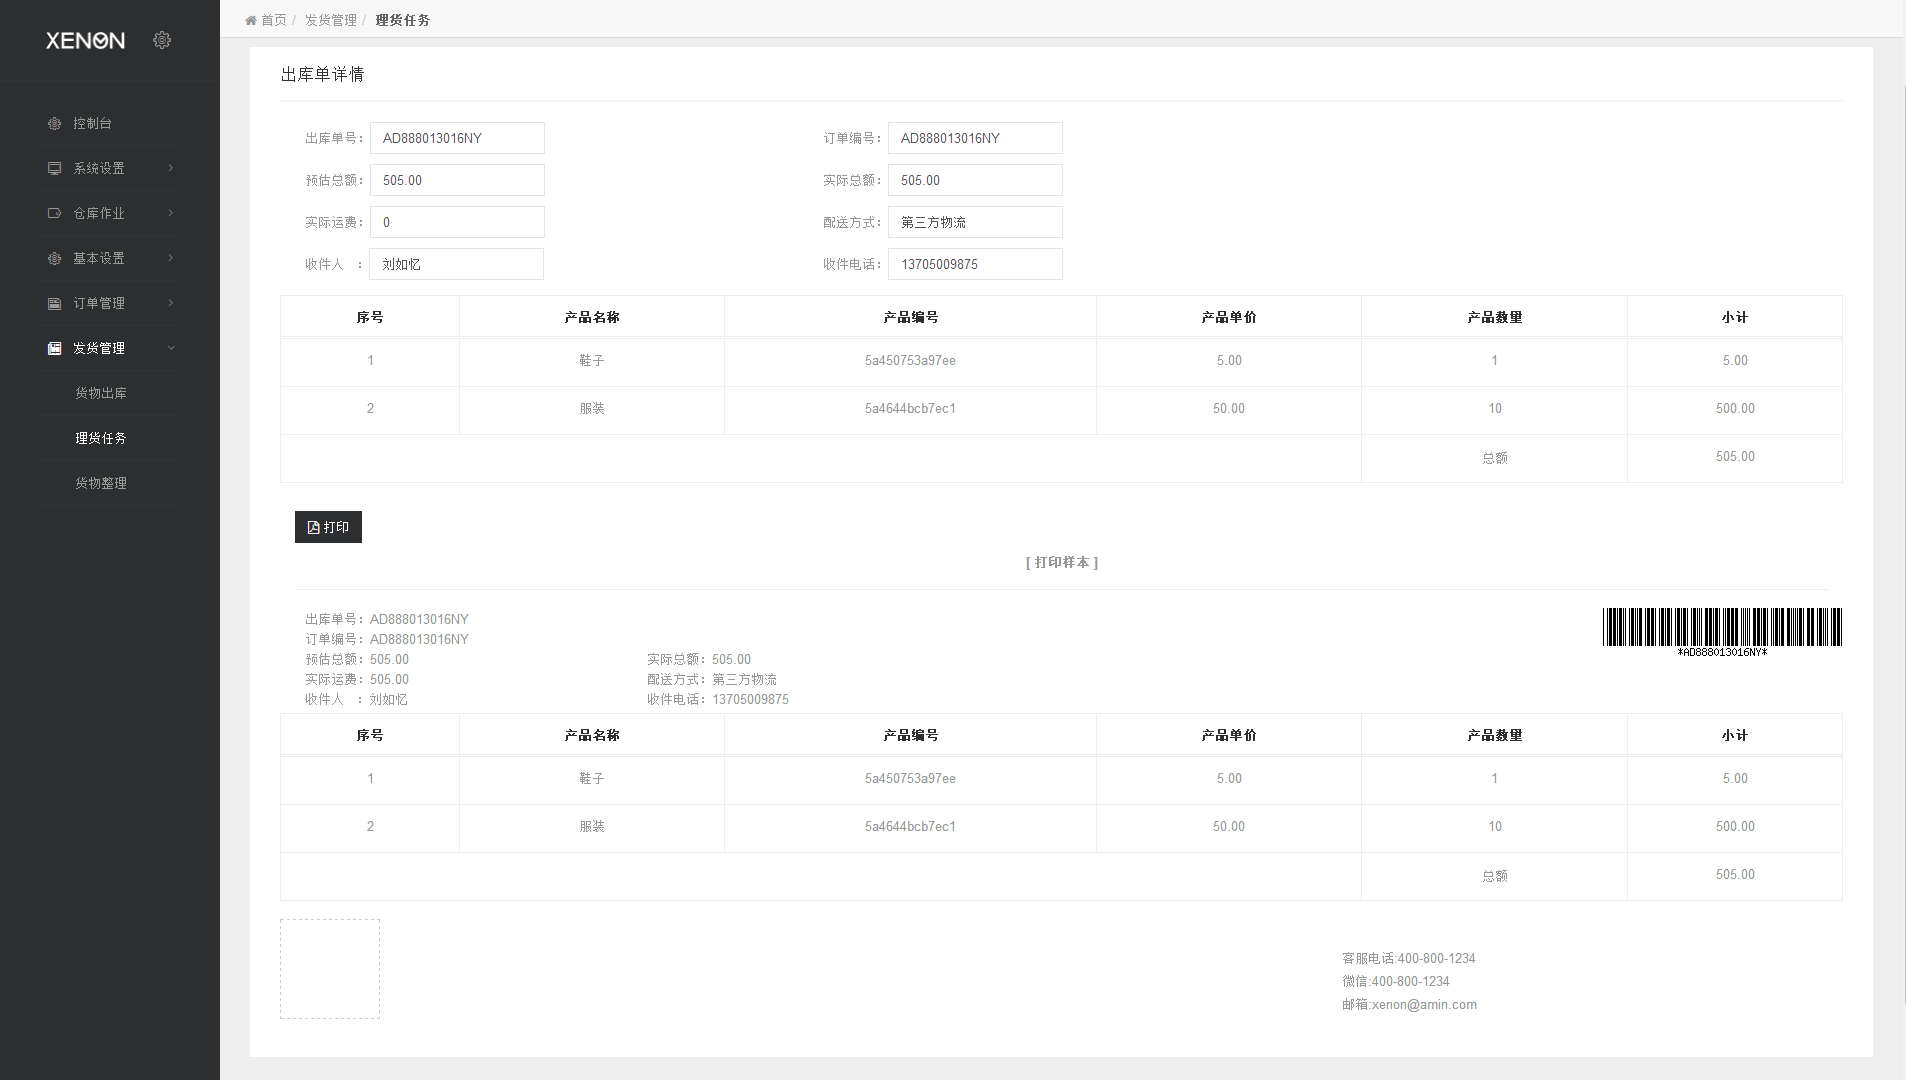 XENON
控制台
系统设置
仓库作业
基本设置
订单管理
发货管理
货物出库
理货任务
货物整理
首页 / 发货管理 / 理货任务
出库单详情
出库单号： AD888013016NY 订单编号： AD888013016NY
预估总额： 505.00 实际总额： 505.00
实际运费： 0 配送方式： 第三方物流
收件人 ： 刘如忆 收件电话： 13705009875
序号 产品名称 产品编号 产品单价 产品数量 小计
1 鞋子 5a450753a97ee 5.00 1 5.00
2 服装 5a4644bcb7ec1 50.00 10 500.00
总额 505.00
打印
[ 打印样本 ]
出库单号：AD888013016NY
订单编号：AD888013016NY
预估总额：505.00 实际总额：505.00
实际运费：505.00 配送方式：第三方物流
收件人 ：刘如忆 收件电话：13705009875
*AD888013016NY*
序号 产品名称 产品编号 产品单价 产品数量 小计
1 鞋子 5a450753a97ee 5.00 1 5.00
2 服装 5a4644bcb7ec1 50.00 10 500.00
总额 505.00
客服电话:400-800-1234
微信:400-800-1234
邮箱:xenon@amin.com